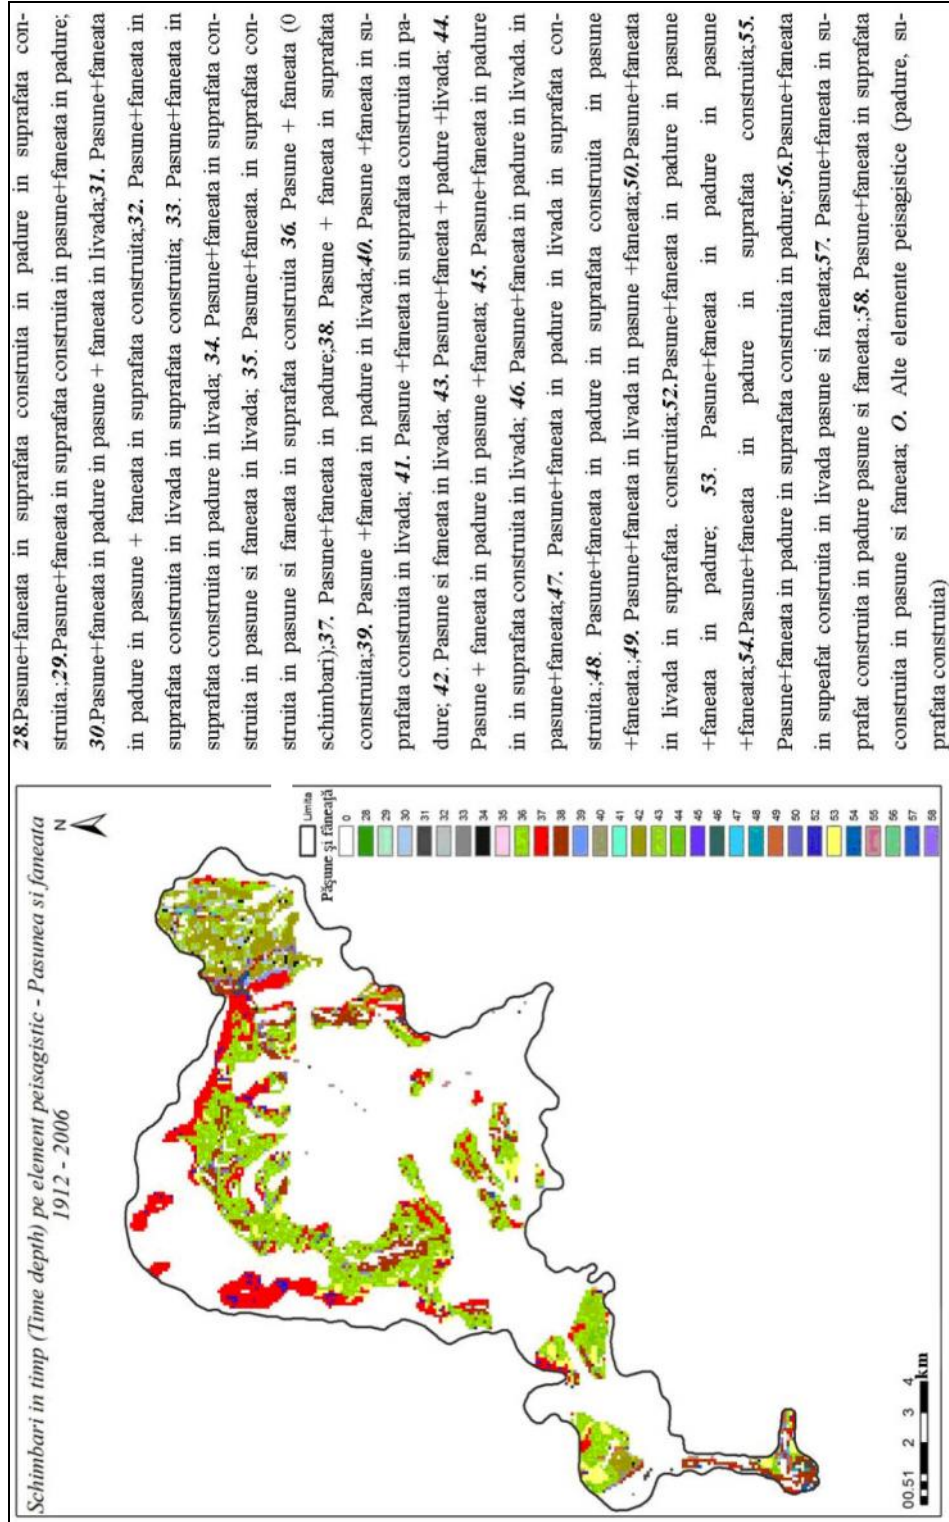 Schimbari in timp (Time depth) pe element peisagistic - Pasunea si faneata
1912 - 2006
N
Limita
Păşune şi fâneaţă
0
28
29
30
31
32
33
34
35
36
37
38
39
40
41
42
43
44
45
46
47
48
49
50
52
53
54
55
56
57
58
00.51 2 3 4
km
28.Pasune+faneata in suprafata construita in padure in suprafata con-
struita.;29.Pasune+faneata in suprafata construita in pasune+faneata in padure;
30.Pasune+faneata in padure in pasune + faneata in livada;31. Pasune+faneata
in padure in pasune + faneata in suprafata construita;32. Pasune+faneata in
suprafata construita in livada in suprafata construita; 33. Pasune+faneata in
suprafata construita in padure in livada; 34. Pasune+faneata in suprafata con-
struita in pasune si faneata in livada; 35. Pasune+faneata. in suprafata con-
struita in pasune si faneata in suprafata construita 36. Pasune + faneata (0
schimbari);37. Pasune+faneata in padure;38. Pasune + faneata in suprafata
construita;39. Pasune +faneata in padure in livada;40. Pasune +faneata in su-
prafata construita in livada; 41. Pasune +faneata in suprafata construita in pa-
dure; 42. Pasune si faneata in livada; 43. Pasune+faneata + padure +livada; 44.
Pasune + faneata in padure in pasune +faneata; 45. Pasune+faneata in padure
in in suprafata construita in livada; 46. Pasune+faneata in padure in livada. in
pasune+faneata;47. Pasune+faneata in padure in livada in suprafata con-
struita.;48. Pasune+faneata in padure in suprafata construita in pasune
+faneata.;49. Pasune+faneata in livada in pasune +faneata;50.Pasune+faneata
in livada in suprafata. construita;52.Pasune+faneata in padure in pasune
+faneata in padure; 53. Pasune+faneata in padure in pasune
+faneata;54.Pasune+faneata in padure in suprafata construita;55.
Pasune+faneata in padure in suprafata construita in padure;56.Pasune+faneata
in supeafat construita in livada pasune si faneata;57. Pasune+faneata in su-
prafat construita in padure pasune si faneata.;58. Pasune+faneata in suprafata
construita in pasune si faneata; O. Alte elemente peisagistice (padure, su-
prafata construita)